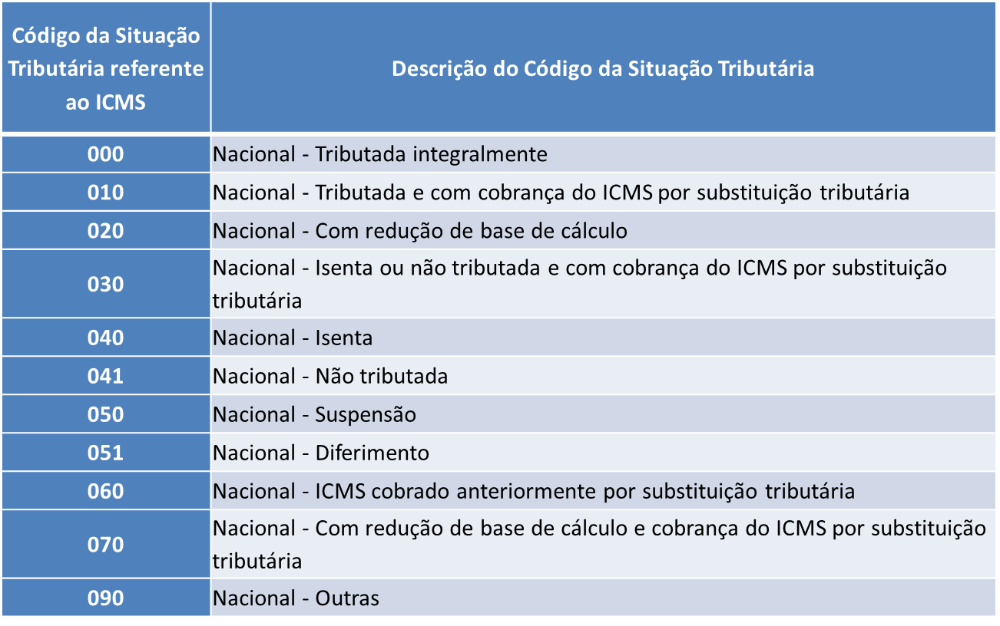 Código da Situação
Tributária referente
ao ICMS
Descrição do Código da Situação Tributária
000
Nacional - Tributada integralmente
010
Nacional - Tributada e com cobrança do ICMS por substituição tributária
020
Nacional - Com redução de base de cálculo
030
Nacional - Isenta ou não tributada e com cobrança do ICMS por substituição
tributária
040
Nacional - Isenta
041
Nacional - Não tributada
050
Nacional - Suspensão
051
Nacional - Diferimento
060
Nacional - ICMS cobrado anteriormente por substituição tributária
070
Nacional - Com redução de base de cálculo e cobrança do ICMS por substituição
tributária
090
Nacional - Outras